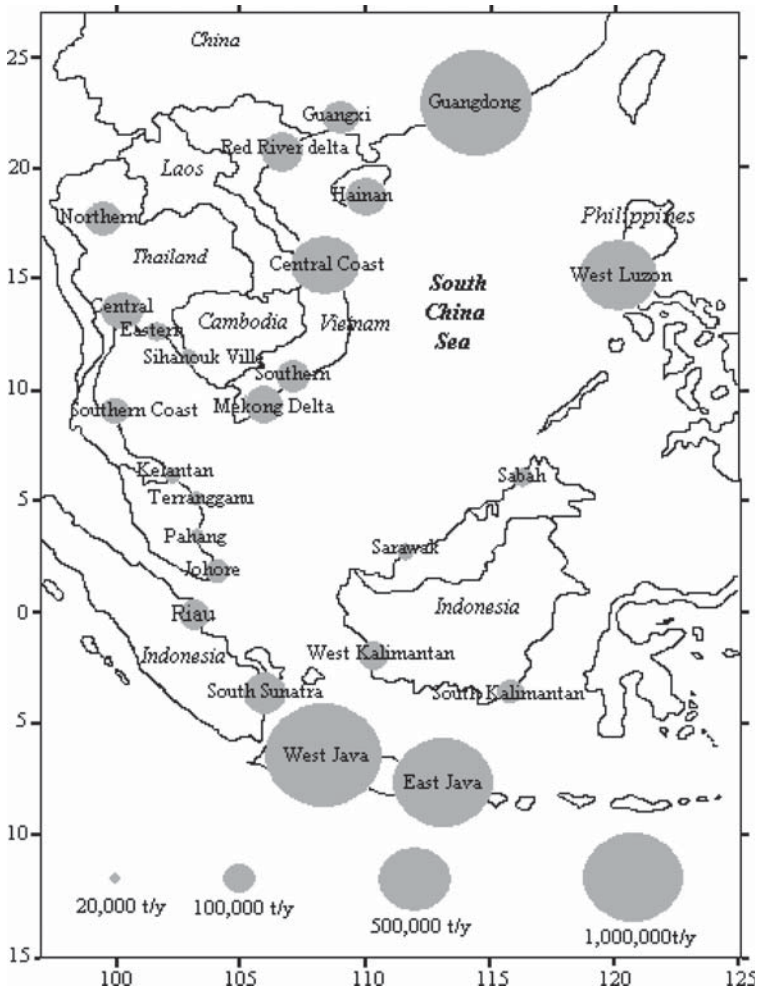 25
20
15
10
5
0
5
10
15
China
Guangxi
Guangdong
Red River delta
Laos
Hainan
Northern
Philippines
Thailand
Central Coast
West Luzon
South
China
Sea
Central
Eastern
Cambodia
Vietnam
Sihanouk Ville
Southern
Southern Coast
Mekong Delta
Kelantan
Sabah
Terrangganu
Pahang
Sarawak
Johore
Riau
Indonesia
Indonesia
West Kalimantan
South Sunatra
South Kalimantan
West Java
East Java
20,000 t/y
100,000 t/y
500,000 t/y
1,000,000t/y
100 105 110 115 120 125